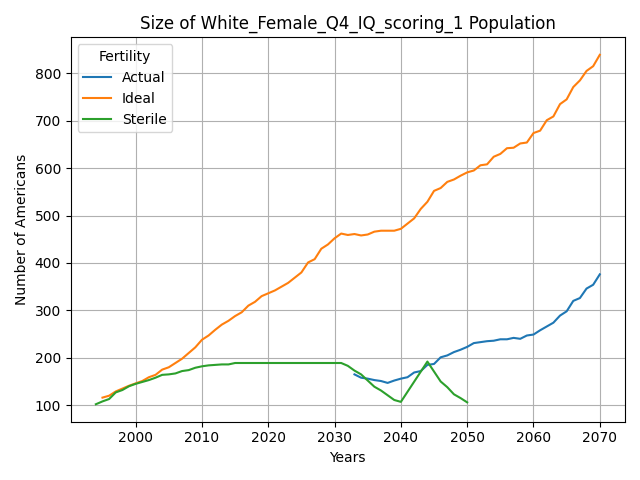 Size of White_Female_Q4_IQ_scoring_1 Population
Fertility
Actual
Ideal
Sterile
Number of Americans
800
700
600
500
400
300
200
100
2000 2010 2020 2030 2040 2050 2060 2070
Years